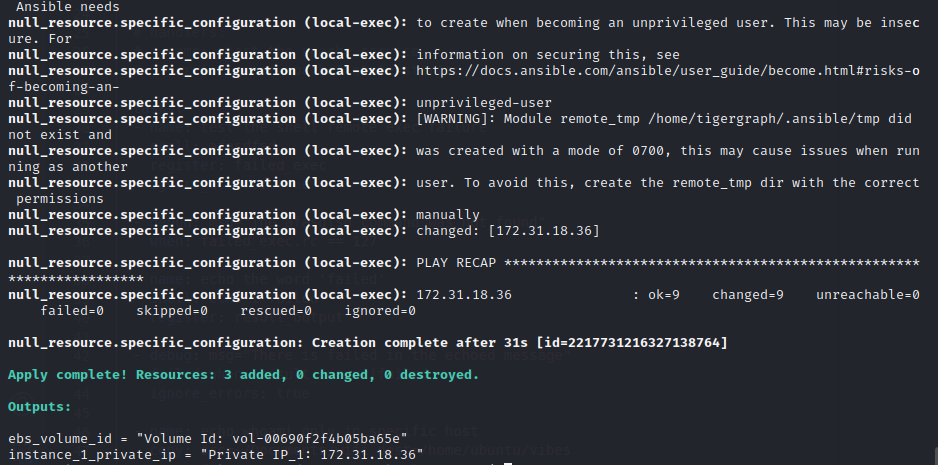 Ansible needs
null_resource.specific_configuration (local-exec): to create when becoming an unprivileged user. This may be insec
ure. For
null_resource.specific_configuration (local-exec): information on securing this, see
null_resource.specific_configuration (local-exec): https://docs.ansible.com/ansible/user_guide/become.html#risks-o
f-becoming-an-
null_resource.specific_configuration (local-exec): unprivileged-user
null_resource.specific_configuration (local-exec): [WARNING]: Module remote_tmp /home/tigergraph/.ansible/tmp did
not exist and
null_resource.specific_configuration (local-exec): was created with a mode of 0700, this may cause issues when run
ning as another
null_resource.specific_configuration (local-exec): user. To avoid this, create the remote_tmp dir with the correct
 permissions
null_resource.specific_configuration (local-exec): manually
null_resource.specific_configuration (local-exec): changed: [172.31.18.36]
null_resource.specific_configuration (local-exec): PLAY RECAP ****************************************************
*****************
null_resource.specific_configuration (local-exec): 172.31.18.36               : ok=9    changed=9    unreachable=0
    failed=0    skipped=0    rescued=0    ignored=0
null_resource.specific_configuration: Creation complete after 31s [id=2217731216327138764]
Apply complete! Resources: 3 added, 0 changed, 0 destroyed.
Outputs:
ebs_volume_id = "Volume Id: vol-00690f2f4b05ba65e"
instance_1_private_ip = "Private IP_1: 172.31.18.36"